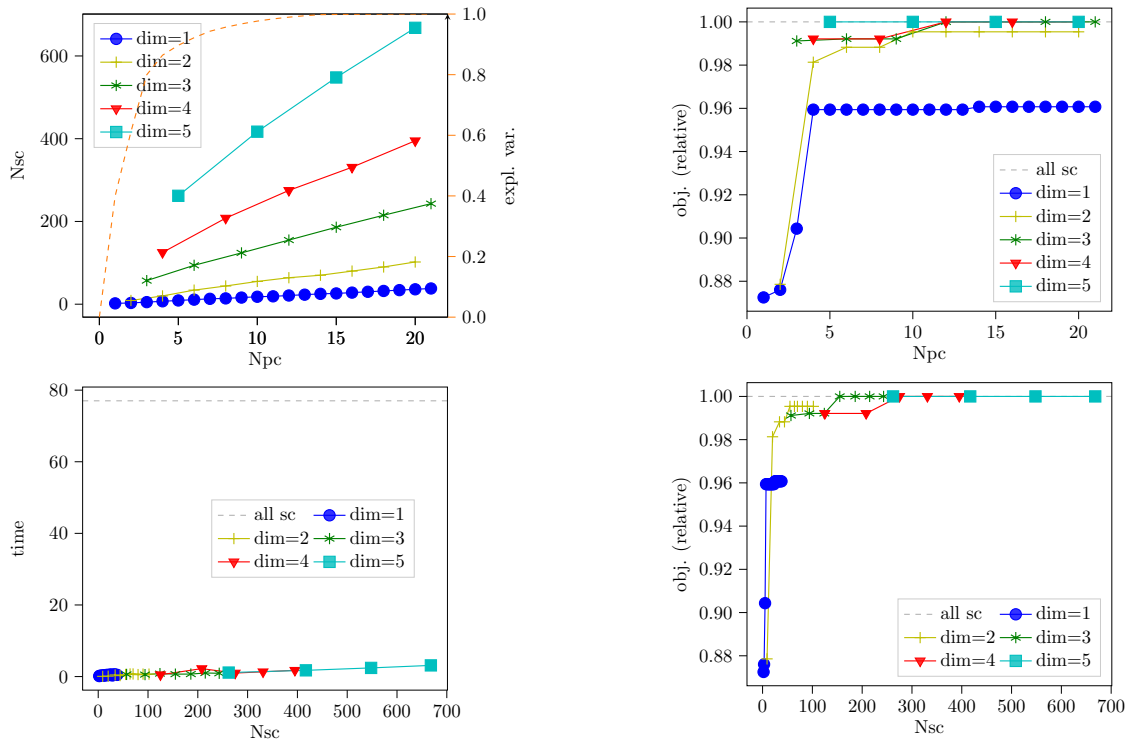 600
400
200
0
Nsc
dim=1
dim=2
dim=3
dim=4
dim=5
1.0
0.8
0.6
0.4
0.2
0.0
expl. var.
0 5 10 15 20
Npc
1.00
0.98
0.96
0.94
0.92
0.90
0.88
obj. (relative)
all sc
dim=1
dim=2
dim=3
dim=4
dim=5
0 5 10 15 20
Npc
80
60
40
20
0
time
all sc dim=1
dim=2 dim=3
dim=4 dim=5
0 100 200 300 400 500 600 700
Nsc
1.00
0.98
0.96
0.94
0.92
0.90
0.88
obj. (relative)
all sc dim=1
dim=2 dim=3
dim=4 dim=5
0 100 200 300 400 500 600 700
Nsc